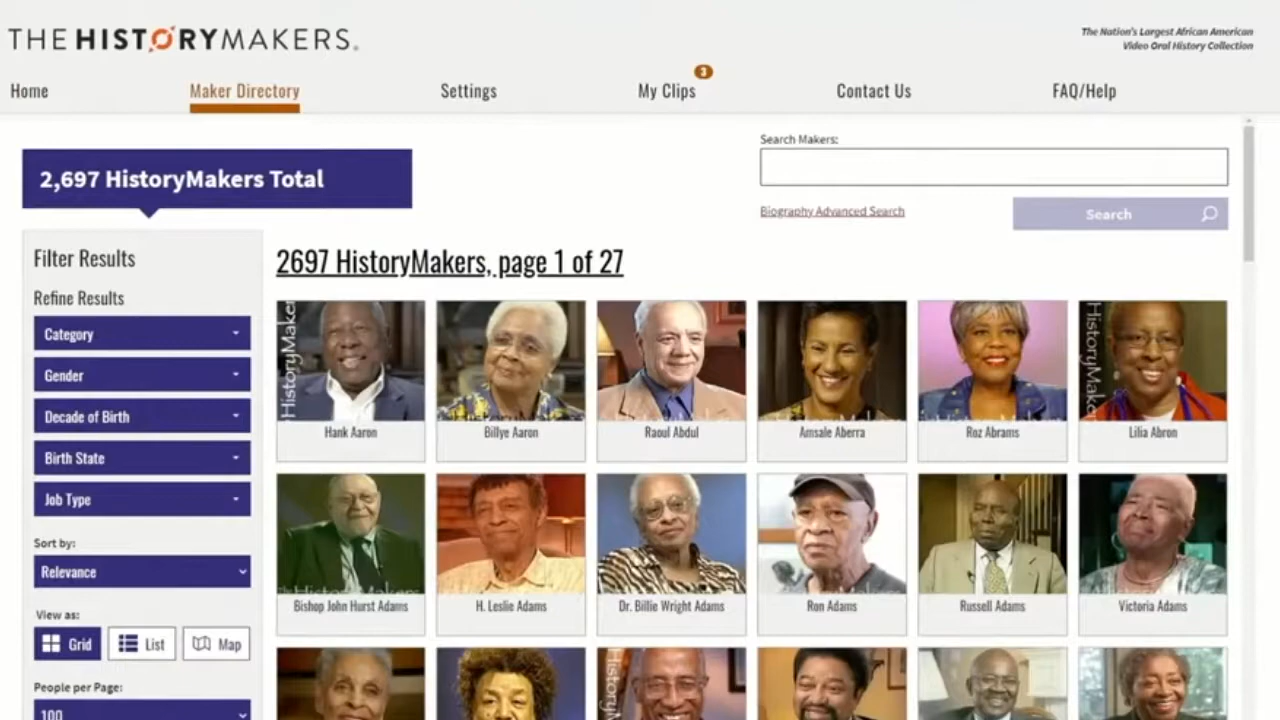 THE HISTORYMAKERS®
The Nation's Largest African American
Video Oral History Collection
3
Home
Maker Directory
Settings
My Clips
Contact Us
FAQ/Help
2,697 HistoryMakers Total
Search Makers:
Biography Advanced Search
Search
Filter Results
Refine Results
Category
Gender
Decade of Birth
Birth State
Job Type
Sort by:
Relevance
View as:
Grid
List
Map
People per Page:
100
2697 HistoryMakers, page 1 of 27
Hank Aaron
Billye Aaron
Raoul Abdul
Amsale Aberra
Roz Abrams
Lilia Abron
Bishop John Hurst Adams
H. Leslie Adams
Dr. Billie Wright Adams
Ron Adams
Russell Adams
Victoria Adams